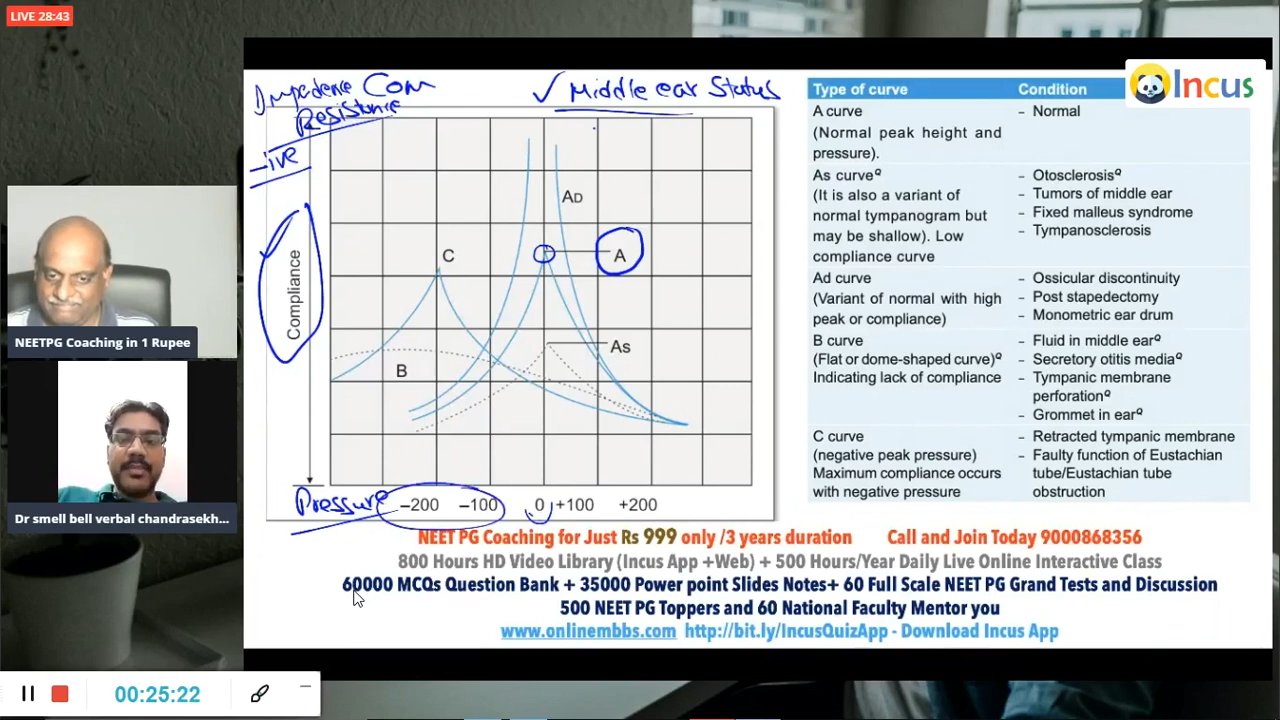 LIVE 28:43
Impedence Com
Resistance
-ive
✓ Middle ear Status
Compliance
C
AD
A
As
B
Pressure
−200 −100 0 +100 +200
Incus
Type of curve Condition
A curve – Normal
(Normal peak height and
pressure).
As curveQ – OtosclerosisQ
(It is also a variant of – Tumors of middle ear
normal tympanogram but – Fixed malleus syndrome
may be shallow). Low – Tympanosclerosis
compliance curve
Ad curve – Ossicular discontinuity
(Variant of normal with high – Post stapedectomy
peak or compliance) – Monometric ear drum
B curve – Fluid in middle earQ
(Flat or dome-shaped curve)Q – Secretory otitis mediaQ
Indicating lack of compliance – Tympanic membrane
perforationQ
– Grommet in earQ
C curve – Retracted tympanic membrane
(negative peak pressure) – Faulty function of Eustachian
Maximum compliance occurs tube/Eustachian tube
with negative pressure obstruction
NEETPG Coaching in 1 Rupee
Dr smell bell verbal chandrasekh...
NEET PG Coaching for Just Rs 999 only /3 years duration Call and Join Today 9000868356
800 Hours HD Video Library (Incus App +Web) + 500 Hours/Year Daily Live Online Interactive Class
60000 MCQs Question Bank + 35000 Power point Slides Notes+ 60 Full Scale NEET PG Grand Tests and Discussion
500 NEET PG Toppers and 60 National Faculty Mentor you
www.onlinembbs.com http://bit.ly/IncusQuizApp - Download Incus App
00:25:22